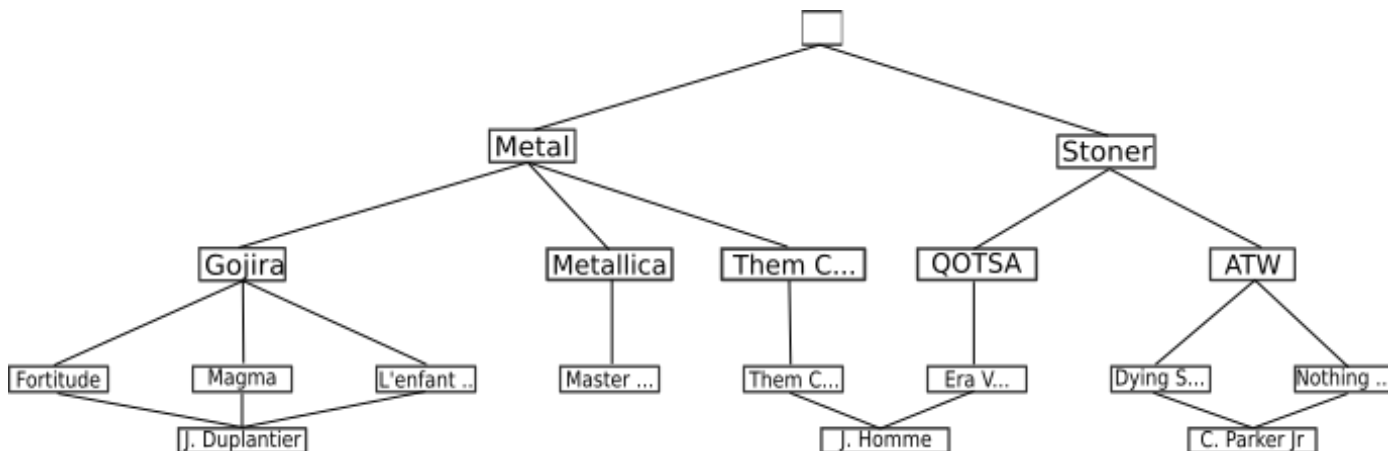 Metal
Stoner
Gojira
Metallica
Them C...
QOTSA
ATW
Fortitude
Magma
L'enfant ..
Master ...
Them C...
Era V...
Dying S...
Nothing ..
J. Duplantier
J. Homme
C. Parker Jr